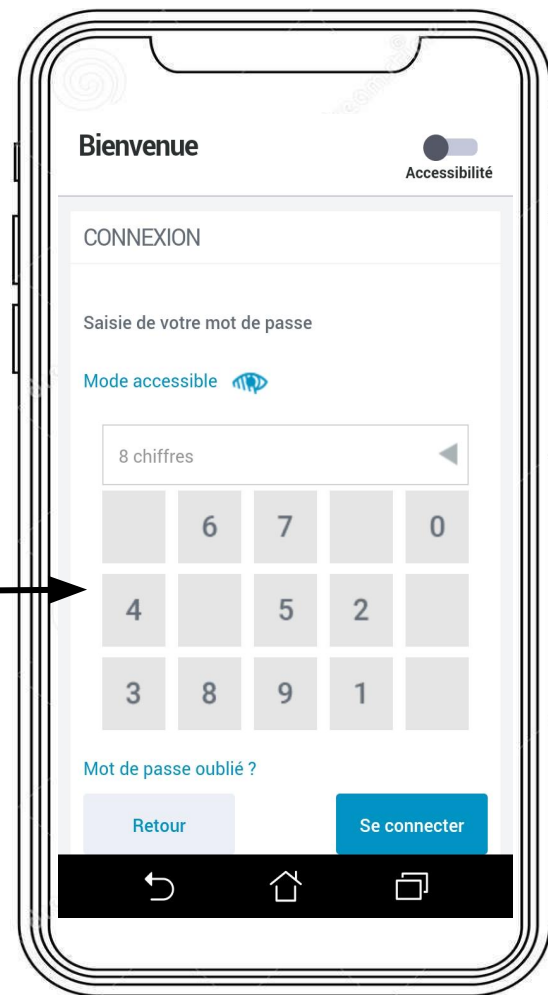 Bienvenue
Accessibilité
CONNEXION
Saisie de votre mot de passe
Mode accessible
8 chiffres
6 7 0
4 5 2
3 8 9 1
Mot de passe oublié ?
Retour Se connecter